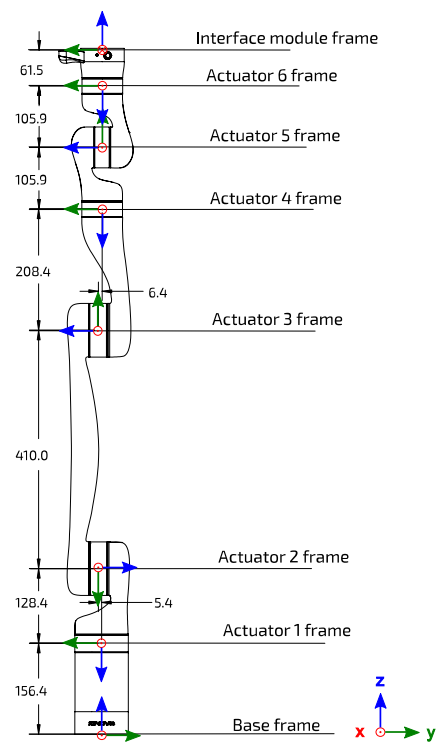 Interface module frame
61.5
Actuator 6 frame
105.9
Actuator 5 frame
105.9
Actuator 4 frame
208.4
6.4
Actuator 3 frame
410.0
Actuator 2 frame
128.4
5.4
Actuator 1 frame
156.4
z
KINOVA
Base frame
x
y